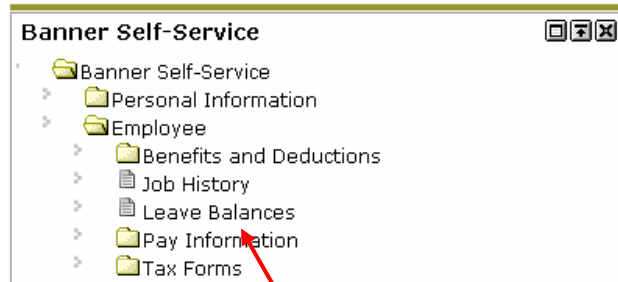 Banner Self-Service
Banner Self-Service
Personal Information
Employee
Benefits and Deductions
Job History
Leave Balances
Pay Information
Tax Forms